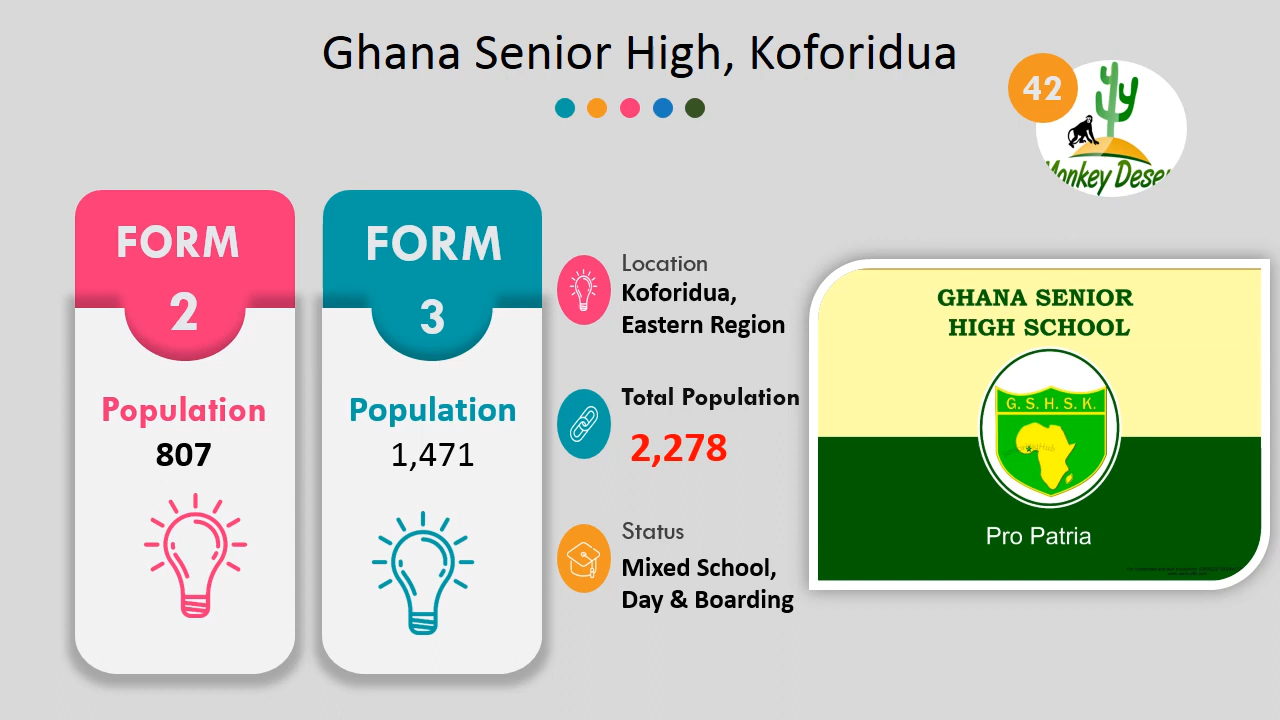 Ghana Senior High, Koforidua
42
Monkey Deser
FORM
2
Population
807
FORM
3
Population
1,471
Location
Koforidua,
Eastern Region
Total Population
2,278
Status
Mixed School,
Day & Boarding
GHANA SENIOR
HIGH SCHOOL
G. S. H. S. K.
Pro Patria